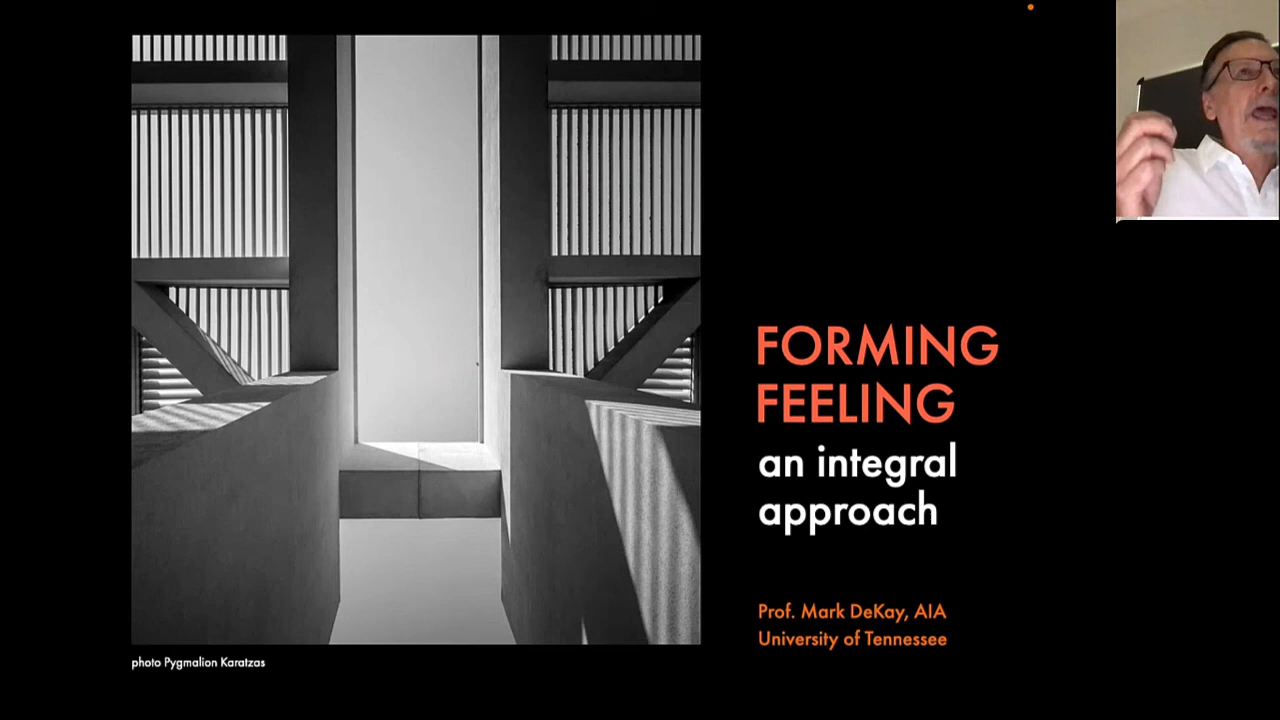 FORMING
FEELING
an integral
approach
Prof. Mark DeKay, AIA
University of Tennessee
photo Pygmalion Karatzas